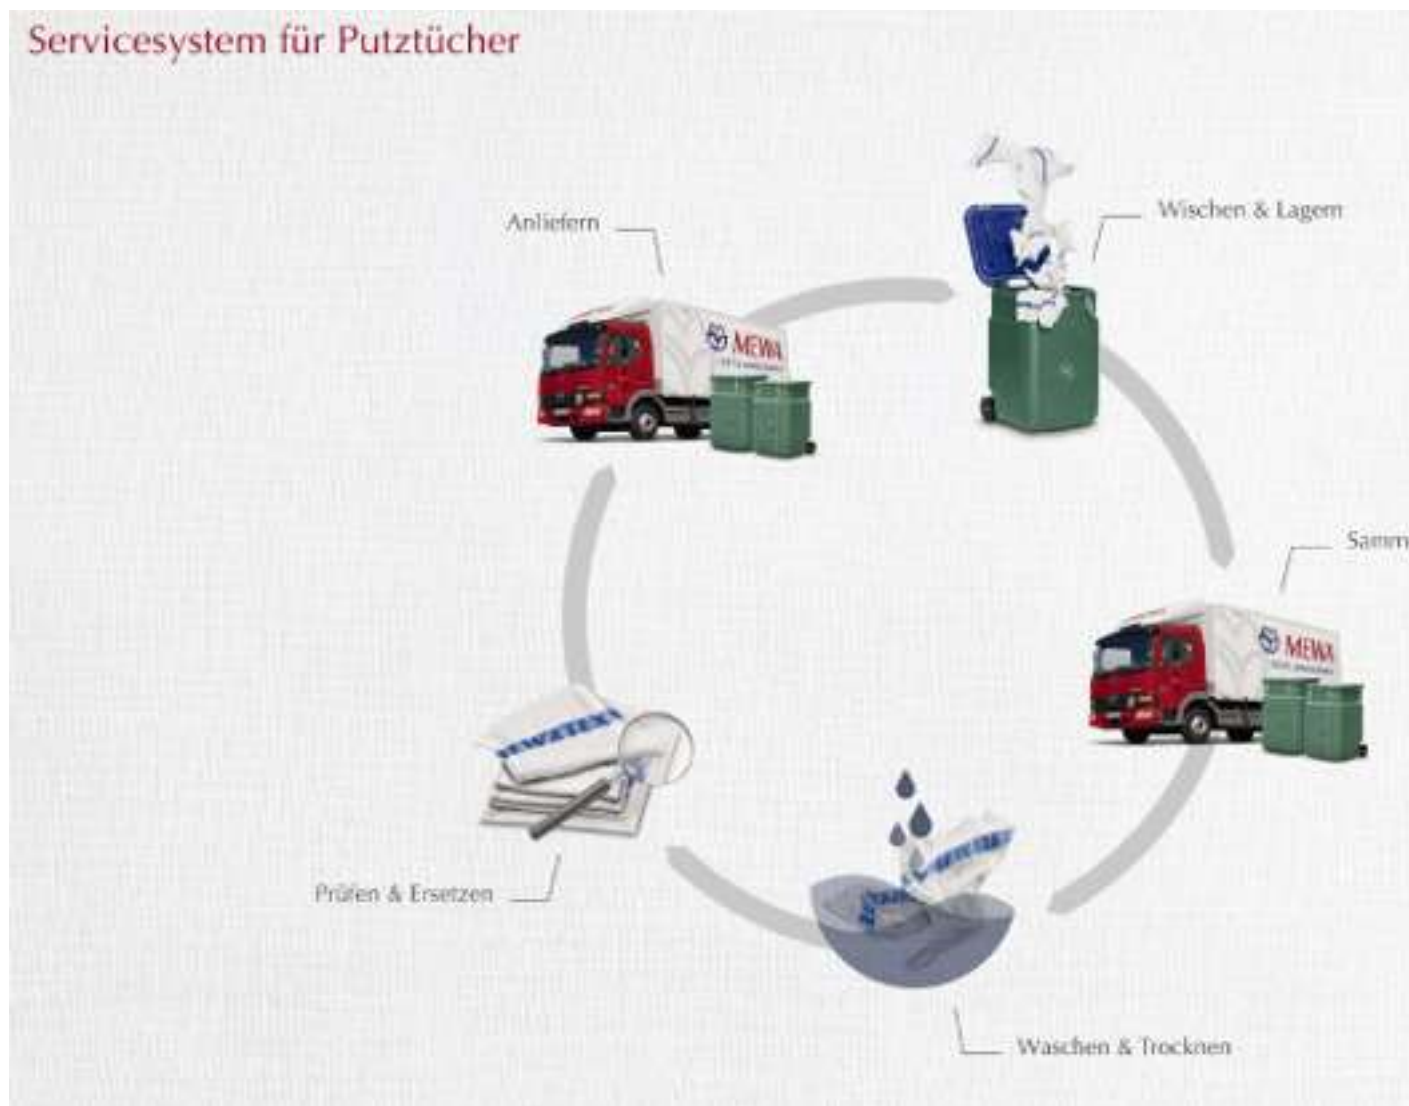 Servicesystem für Putztücher
Anliefern
Wischen & Lagern
MEWA
Samm
MEWA
Prüfen & Ersetzen
Waschen & Trocknen